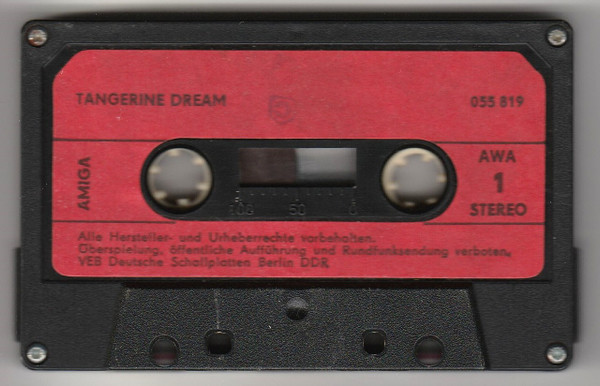 TANGERINE DREAM
055 819
AMIGA
AWA
1
STEREO
100 50 0
Alle Hersteller- und Urheberrechte vorbehalten.
Überspielung, öffentliche Aufführung und Rundfunksendung verboten.
VEB Deutsche Schallplatten Berlin DDR